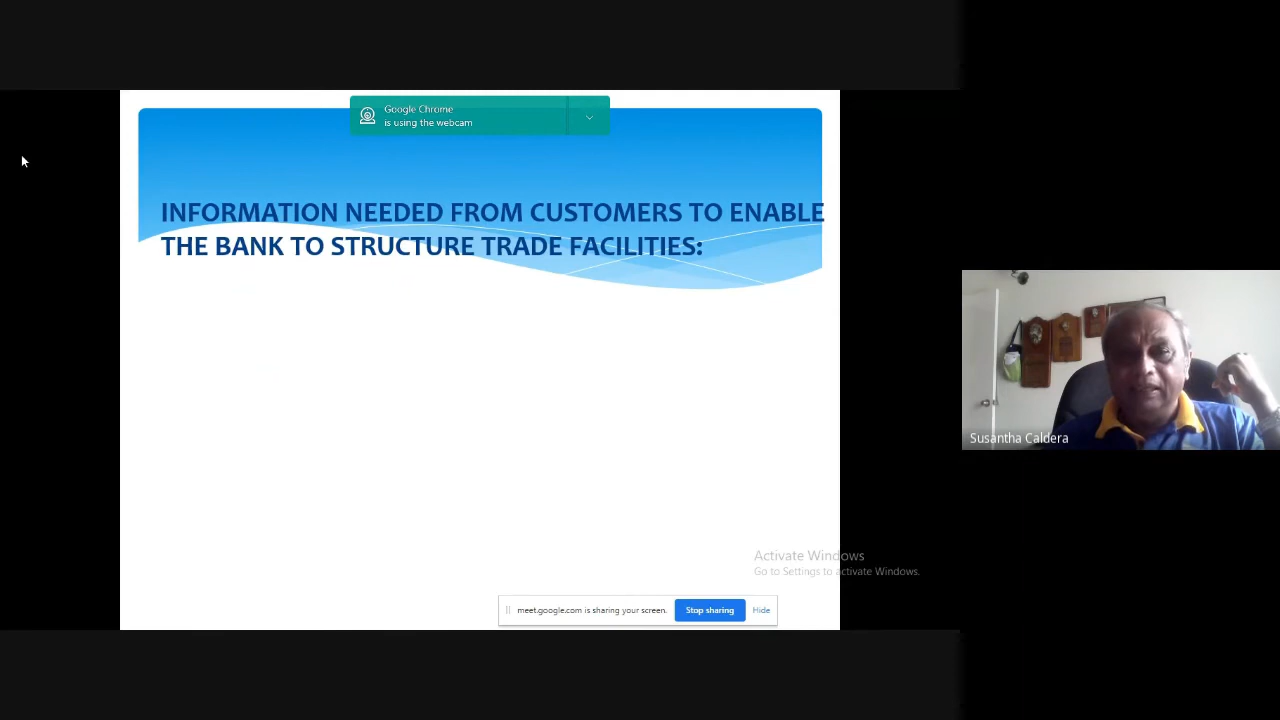 Google Chrome
is using the webcam
INFORMATION NEEDED FROM CUSTOMERS TO ENABLE
THE BANK TO STRUCTURE TRADE FACILITIES:
Susantha Caldera
Activate Windows
Go to Settings to activate Windows.
meet.google.com is sharing your screen.
Stop sharing
Hide